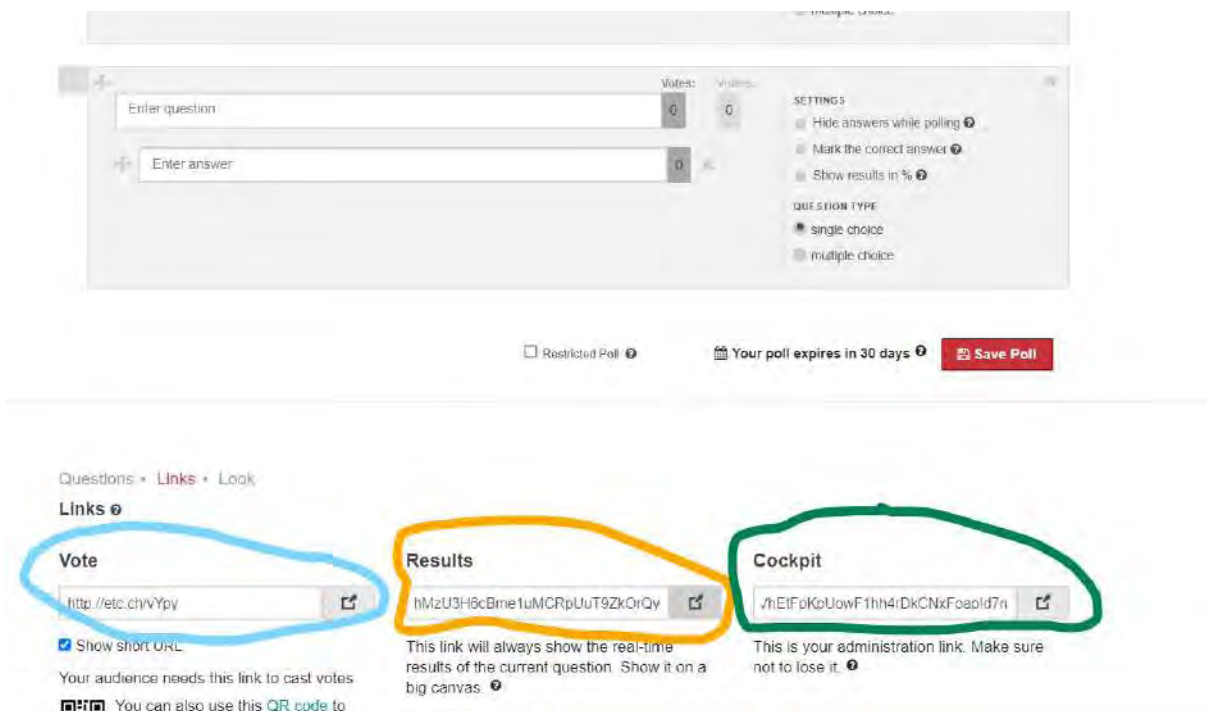 multiple choice
Votes: Voters:
Enter question
0
0
SETTINGS
Hide answers while polling
Mark the correct answer
Show results in %
Enter answer
0
QUESTION TYPE
single choice
multiple choice
Restricted Poll
Your poll expires in 30 days
Save Poll
Questions • Links • Look
Links
Vote
http://etc.ch/vYpy
Show short URL
Your audience needs this link to cast votes
You can also use this QR code to
Results
hMzU3H6cBme1uMCRpUuT9ZkOrQy
This link will always show the real-time
results of the current question. Show it on a
big canvas.
Cockpit
This is your administration link. Make sure
not to lose it.